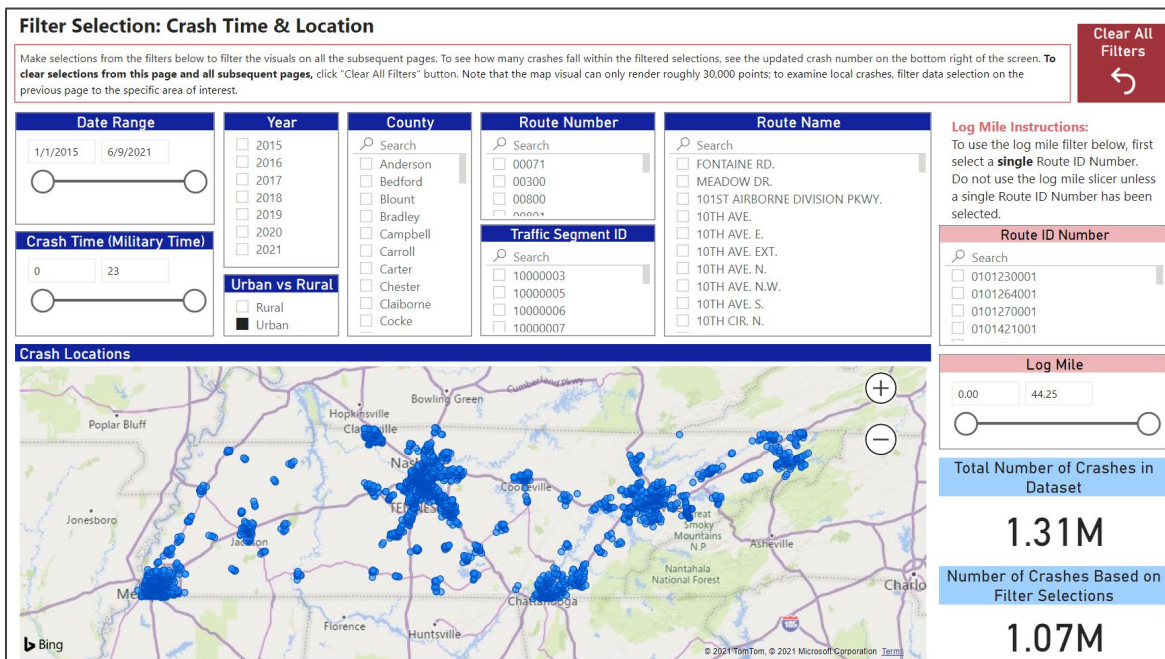 Filter Selection: Crash Time & Location
Make selections from the filters below to filter the visuals on all the subsequent pages. To see how many crashes fall within the filtered selections, see the updated crash number on the bottom right of the screen. To
clear selections from this page and all subsequent pages, click "Clear All Filters" button. Note that the map visual can only render roughly 30,000 points; to examine local crashes, filter data selection on the
previous page to the specific area of interest.
Clear All
Filters
Date Range
1/1/2015 6/9/2021
Crash Time (Military Time)
0 23
Year
2015
2016
2017
2018
2019
2020
2021
Urban vs Rural
Rural
Urban
County
Search
Anderson
Bedford
Blount
Bradley
Campbell
Carroll
Carter
Chester
Claiborne
Cocke
Route Number
Search
00071
00300
00800
00801
Traffic Segment ID
Search
10000003
10000005
10000006
10000007
Route Name
Search
FONTAINE RD.
MEADOW DR.
101ST AIRBORNE DIVISION PKWY.
10TH AVE.
10TH AVE. E.
10TH AVE. EXT.
10TH AVE. N.
10TH AVE. N.W.
10TH AVE. S.
10TH CIR. N.
Log Mile Instructions:
To use the log mile filter below, first
select a single Route ID Number.
Do not use the log mile slicer unless
a single Route ID Number has been
selected.
Route ID Number
Search
0101230001
0101264001
0101270001
0101421001
Log Mile
0.00 44.25
Total Number of Crashes in
Dataset
1.31M
Number of Crashes Based on
Filter Selections
1.07M
Crash Locations
Cumberland Pkwy
Bowling Green
Hopkinsville
Poplar Bluff
Cookeville
Jonesboro
Jackson
Great
Smoky
Mountains
N.P.
Asheville
Nantahala
National Forest
Charlo
Chattanooga
Florence
Huntsville
185
Bing
© 2021 TomTom, © 2021 Microsoft Corporation Terms